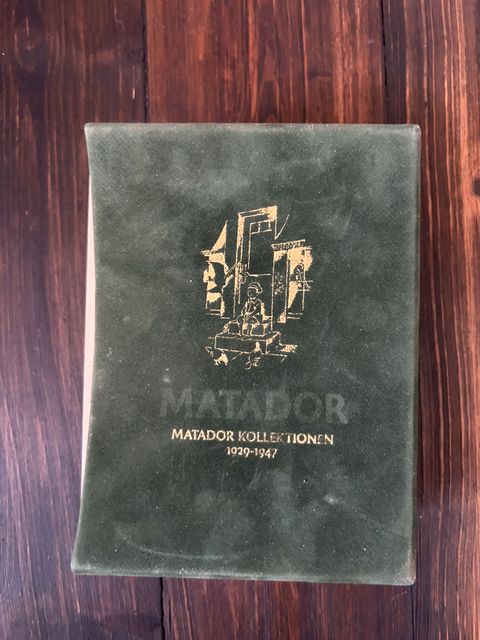 MATADOR
MATADOR KOLLEKTIONEN
1929-1947